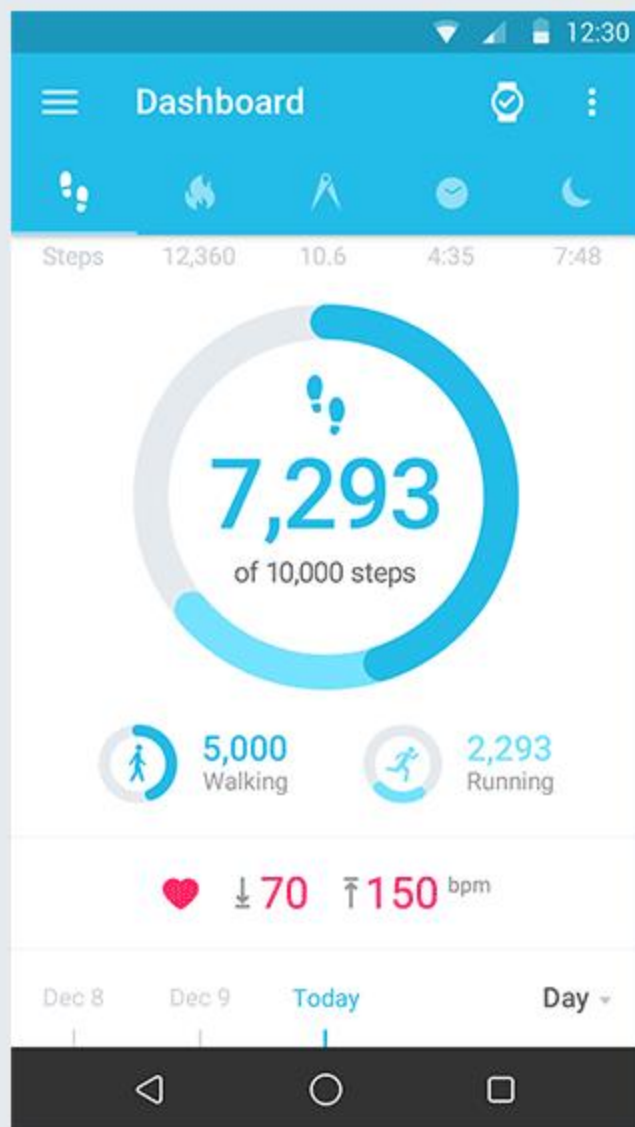 12:30
Dashboard
Steps 12,360 10.6 4:35 7:48
7,293
of 10,000 steps
5,000 2,293
Walking Running
70 150 bpm
Dec 8 Dec 9 Today Day